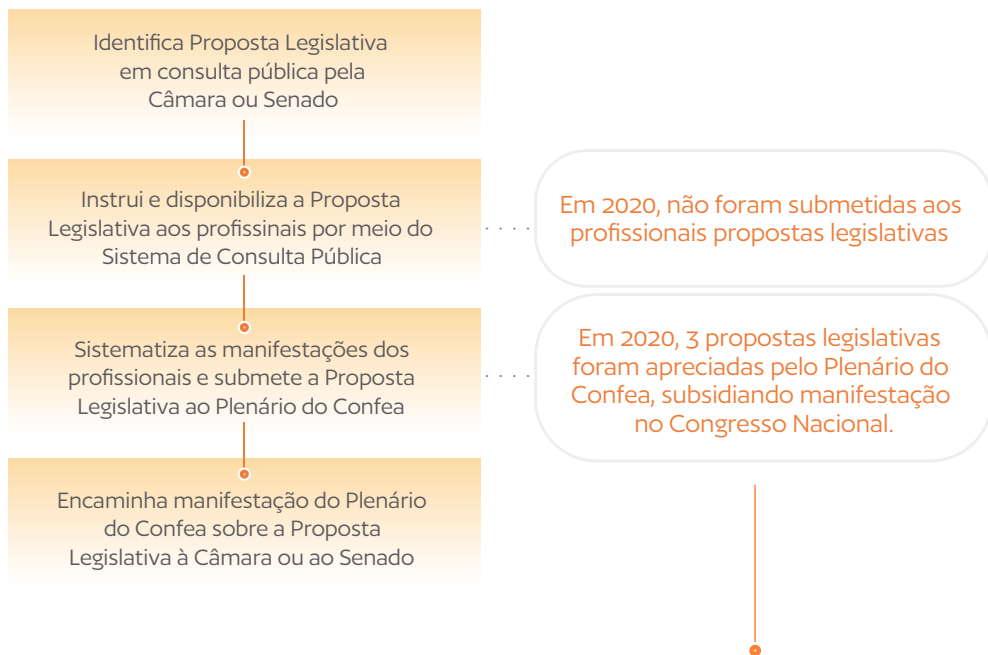 Identifica Proposta Legislativa
em consulta pública pela
Câmara ou Senado
Instrui e disponibiliza a Proposta
Legislativa aos profissinais por meio do
Sistema de Consulta Pública
Em 2020, não foram submetidas aos
profissionais propostas legislativas
Sistematiza as manifestações dos
profissionais e submete a Proposta
Legislativa ao Plenário do Confea
Em 2020, 3 propostas legislativas
foram apreciadas pelo Plenário do
Confea, subsidiando manifestação
no Congresso Nacional.
Encaminha manifestação do Plenário
do Confea sobre a Proposta
Legislativa à Câmara ou ao Senado